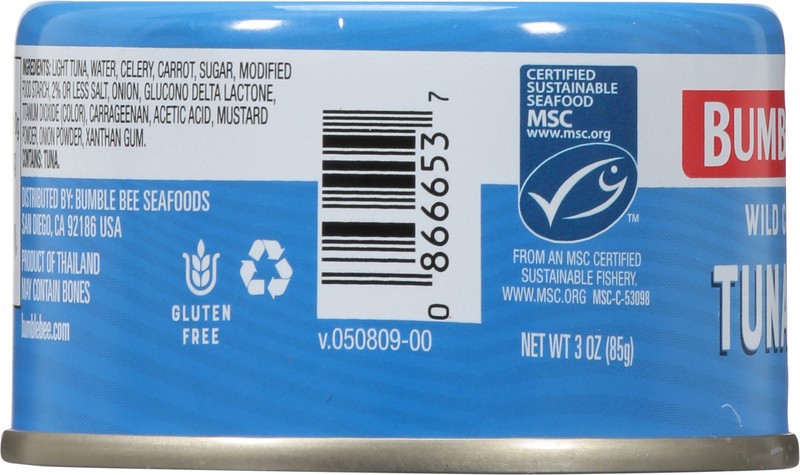 INGREDIENTS: LIGHT TUNA, WATER, CELERY, CARROT, SUGAR, MODIFIED
FOOD STARCH, 2% OR LESS SALT, ONION, GLUCONO DELTA LACTONE,
TITANIUM DIOXIDE (COLOR), CARRAGEENAN, ACETIC ACID, MUSTARD
POWDER, ONION POWDER, XANTHAN GUM.
CONTAINS: TUNA.
DISTRIBUTED BY: BUMBLE BEE SEAFOODS
SAN DIEGO, CA 92186 USA
PRODUCT OF THAILAND
MAY CONTAIN BONES
bumblebee.com
GLUTEN
FREE
0 866653 7
v.050809-00
CERTIFIED
SUSTAINABLE
SEAFOOD
MSC
www.msc.org
TM
FROM AN MSC CERTIFIED
SUSTAINABLE FISHERY.
WWW.MSC.ORG MSC-C-53098
NET WT 3 OZ (85g)
BUMB
WILD C
TUNA